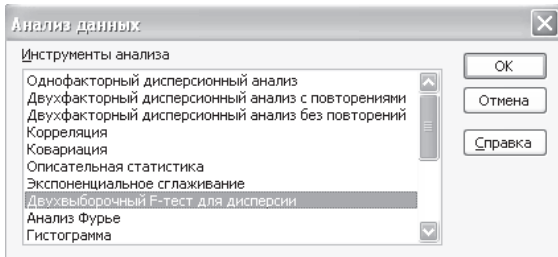 Анализ данных
Инструменты анализа
Однофакторный дисперсионный анализ
Двухфакторный дисперсионный анализ с повторениями
Двухфакторный дисперсионный анализ без повторений
Корреляция
Ковариация
Описательная статистика
Экспоненциальное сглаживание
Двухвыборочный F-тест для дисперсии
Анализ Фурье
Гистограмма
ОК
Отмена
Справка